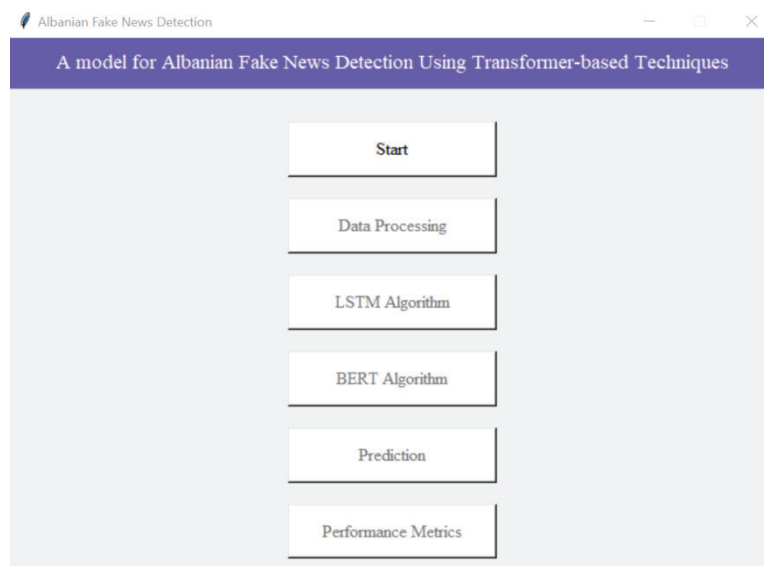 Albanian Fake News Detection
A model for Albanian Fake News Detection Using Transformer-based Techniques
Start
Data Processing
LSTM Algorithm
BERT Algorithm
Prediction
Performance Metrics